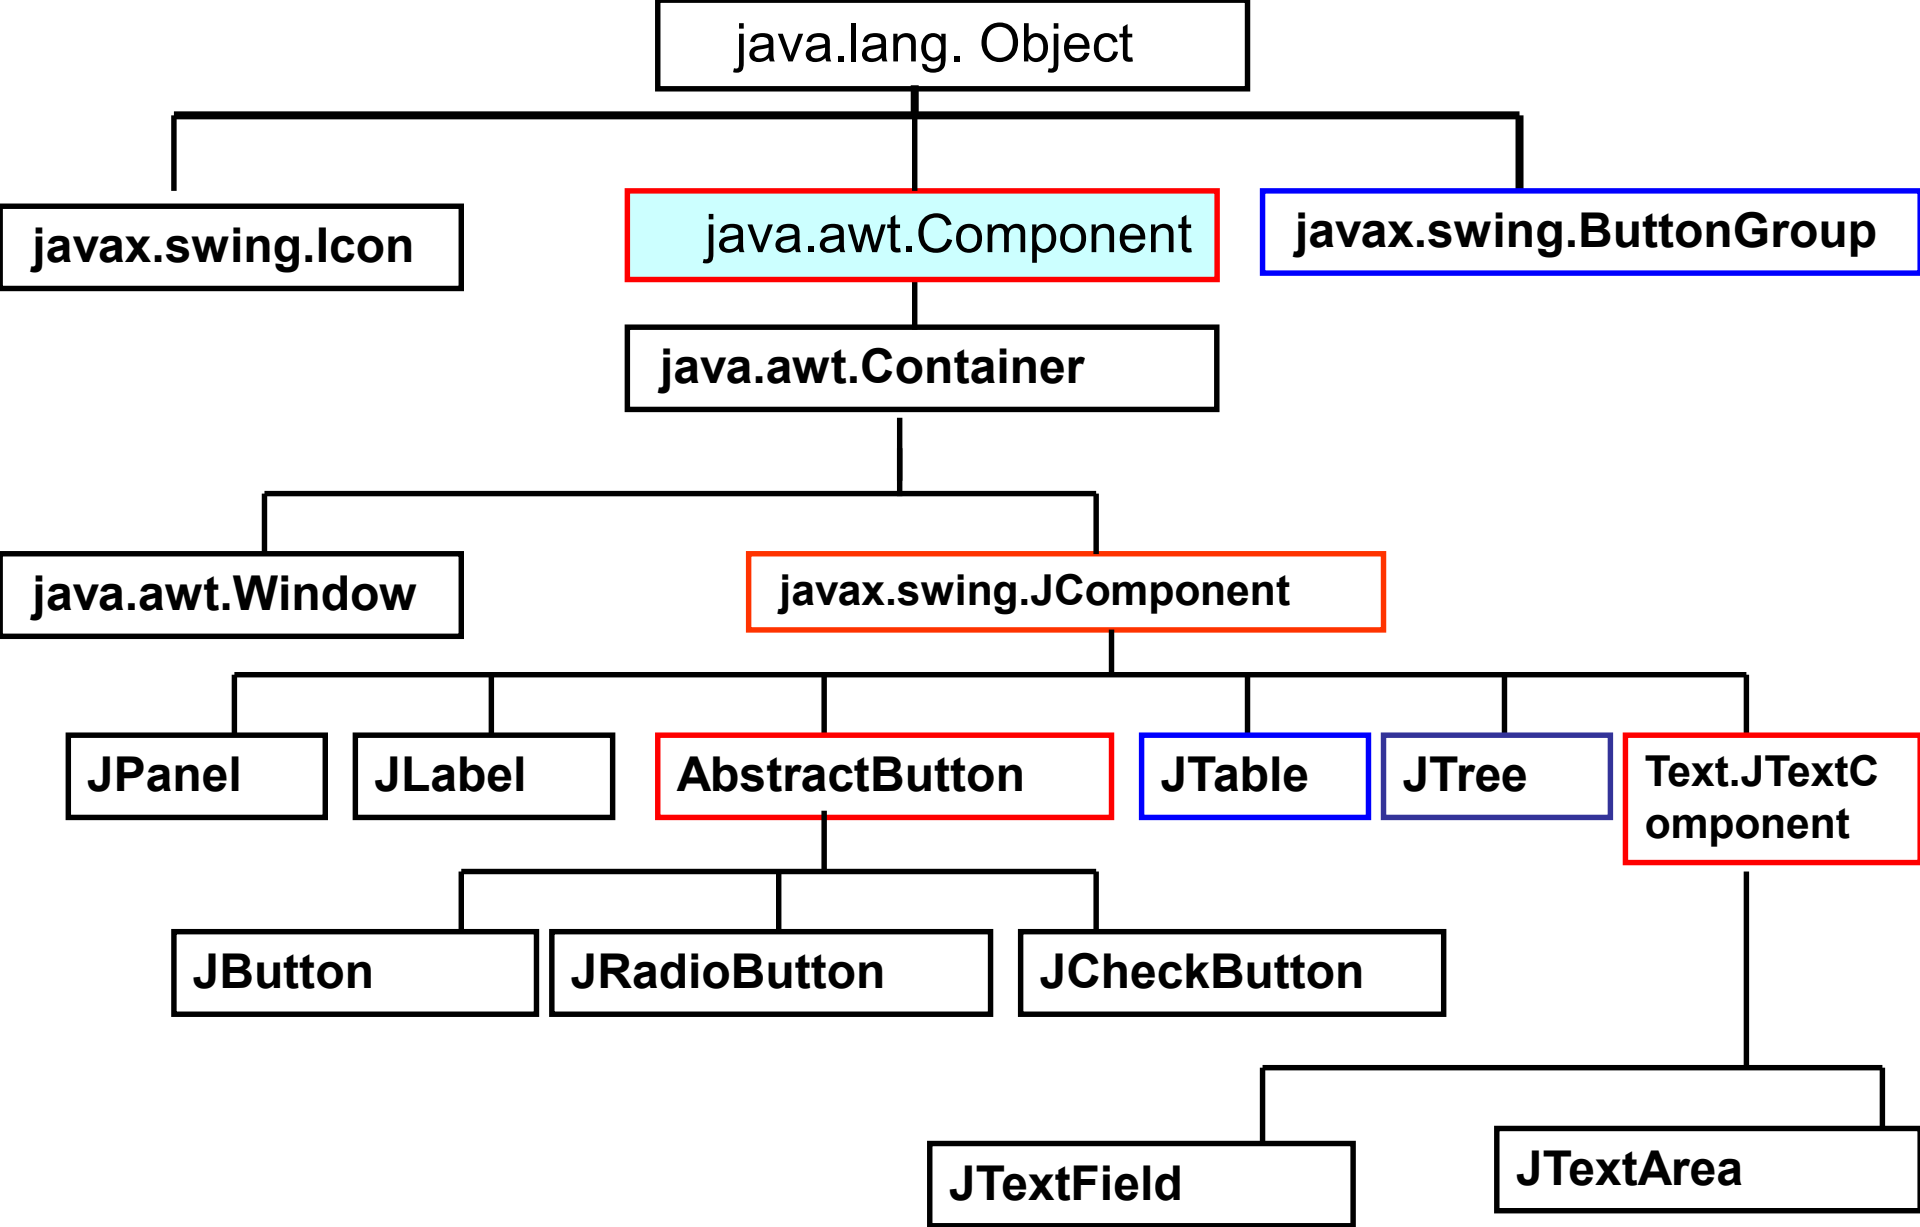 java.lang. Object
javax.swing.Icon
java.awt.Component
javax.swing.ButtonGroup
java.awt.Container
java.awt.Window
javax.swing.JComponent
JPanel
JLabel
AbstractButton
JTable
JTree
Text.JTextC
omponent
JButton
JRadioButton
JCheckButton
JTextField
JTextArea